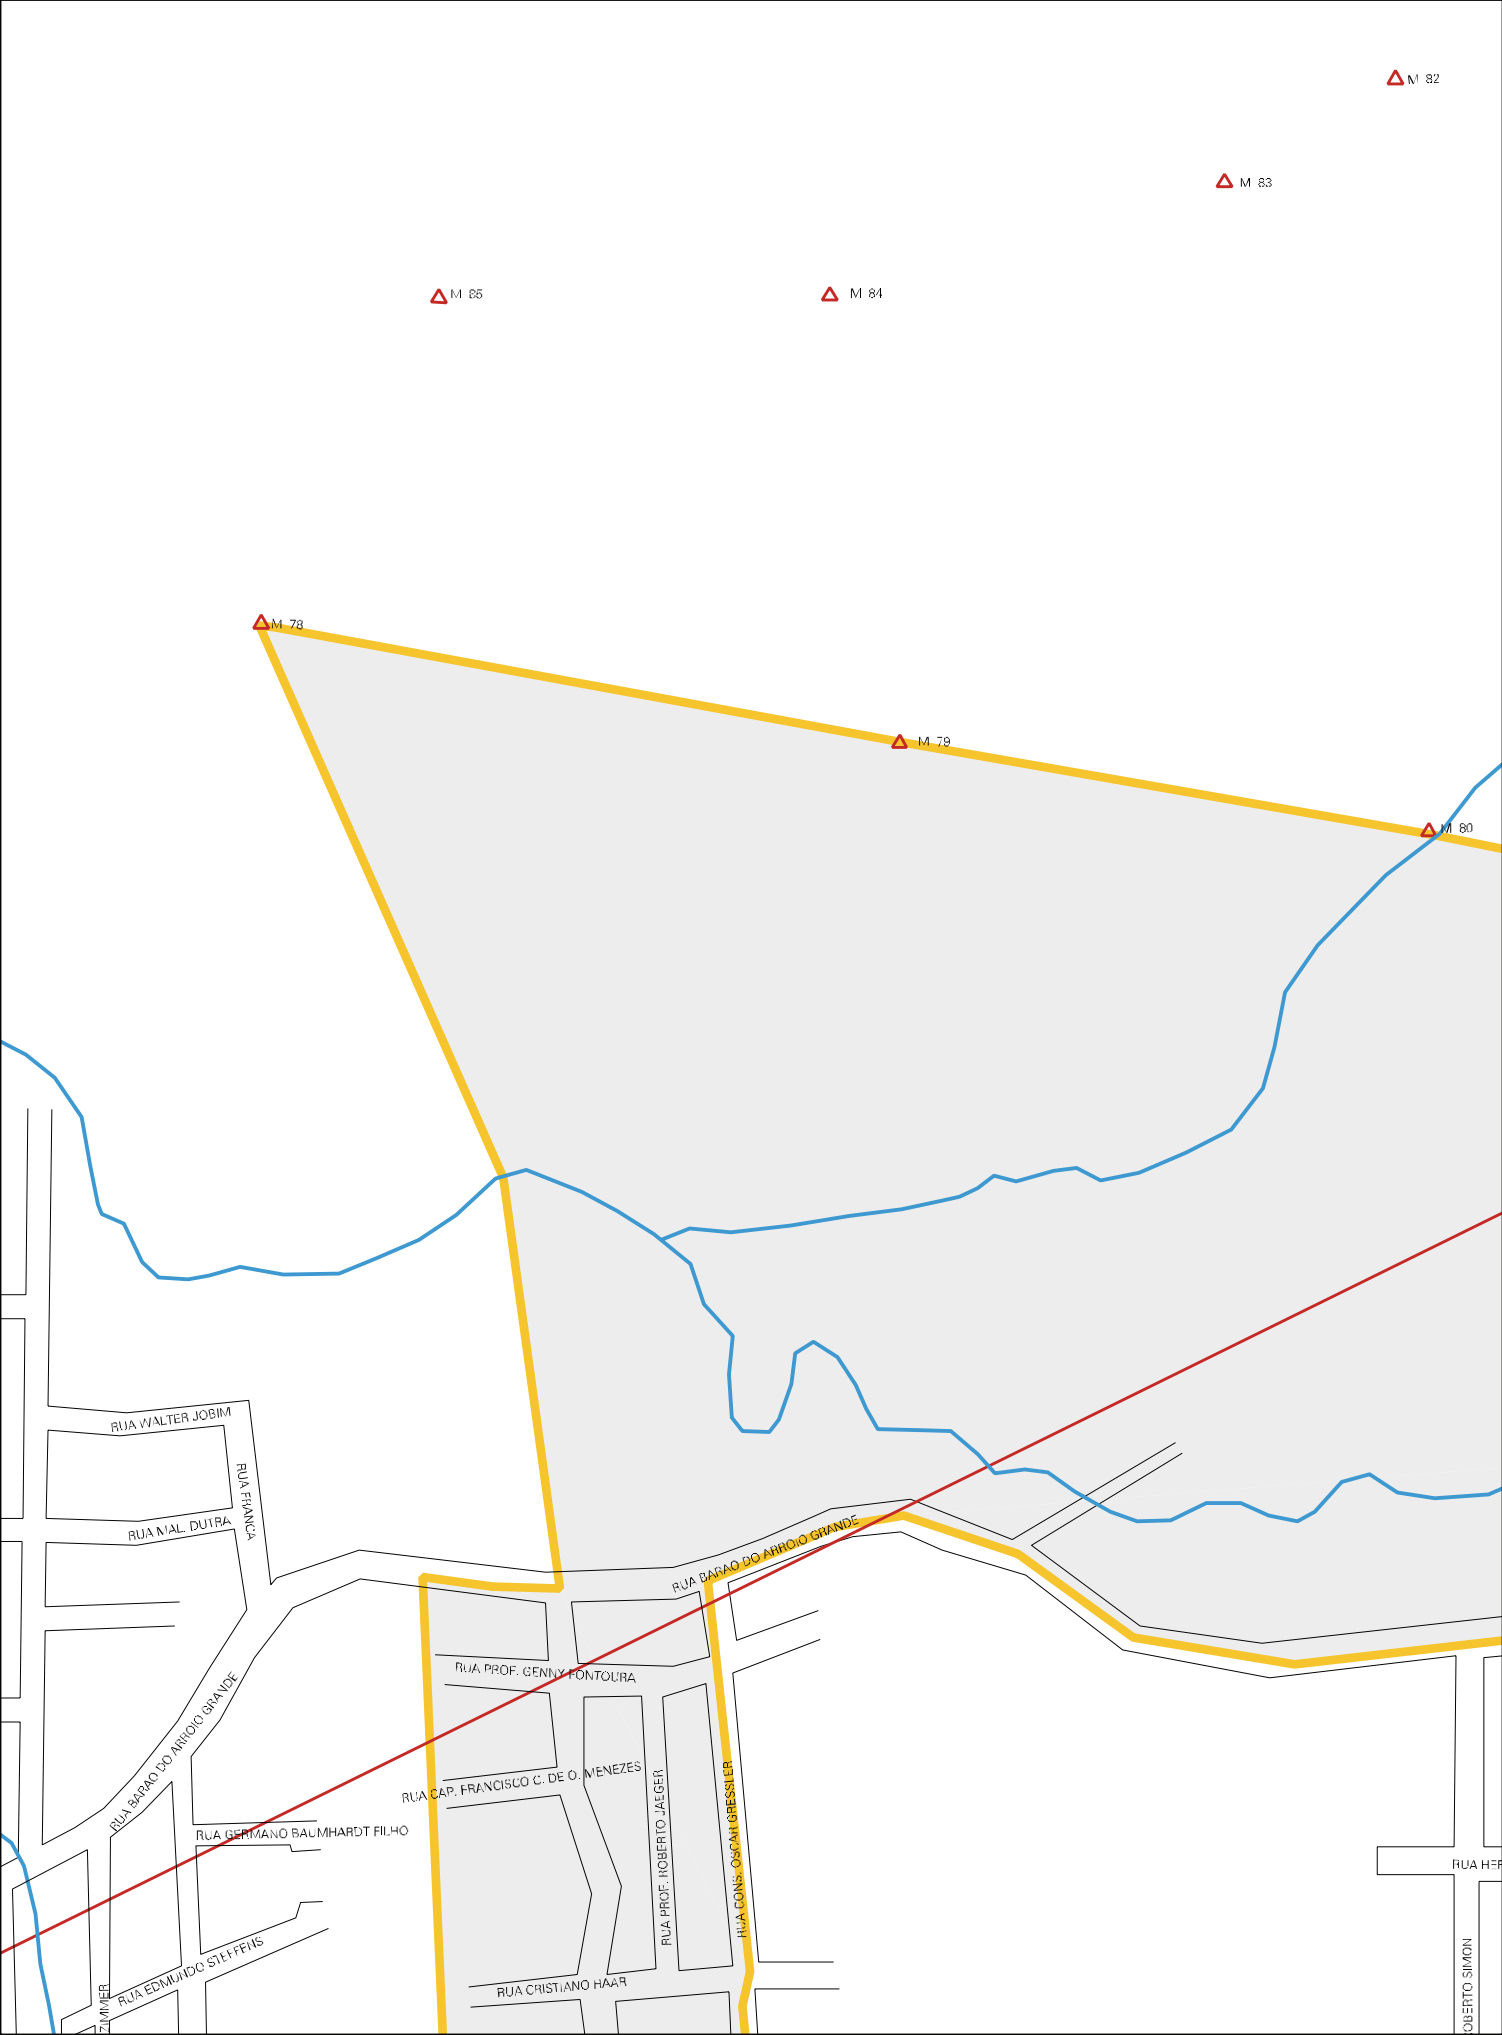 M 82
M 83
M 85
M 84
M 78
M 79
M 80
RUA WALTER JOBIM
RUA FRANCA
RUA MAL. DUTRA
RUA BARAO DO ARROIO GRANDE
RUA PROF. GENNY FONTOURA
RUA BARAO DO ARROIO GRANDE
RUA CAP. FRANCISCO C. DE O. MENEZES
RUA PROF. ROBERTO JAEGER
RUA CONS. OSCAR GRESSLER
RUA GERMANO BAUMHARDT FILHO
RUA HER
RUA EDMUNDO STEFFENS
ZIMMER
RUA CRISTIANO HAAR
OBERTO SIMON